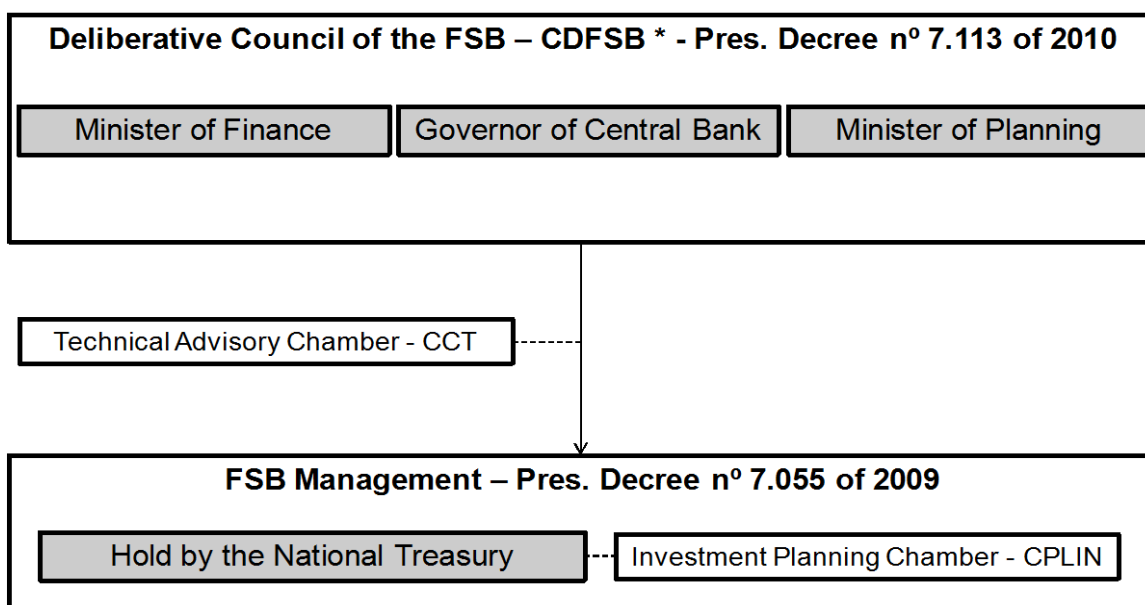 Deliberative Council of the FSB – CDFSB * - Pres. Decree nº 7.113 of 2010
Minister of Finance
Governor of Central Bank
Minister of Planning
Technical Advisory Chamber - CCT
FSB Management – Pres. Decree nº 7.055 of 2009
Hold by the National Treasury
Investment Planning Chamber - CPLIN